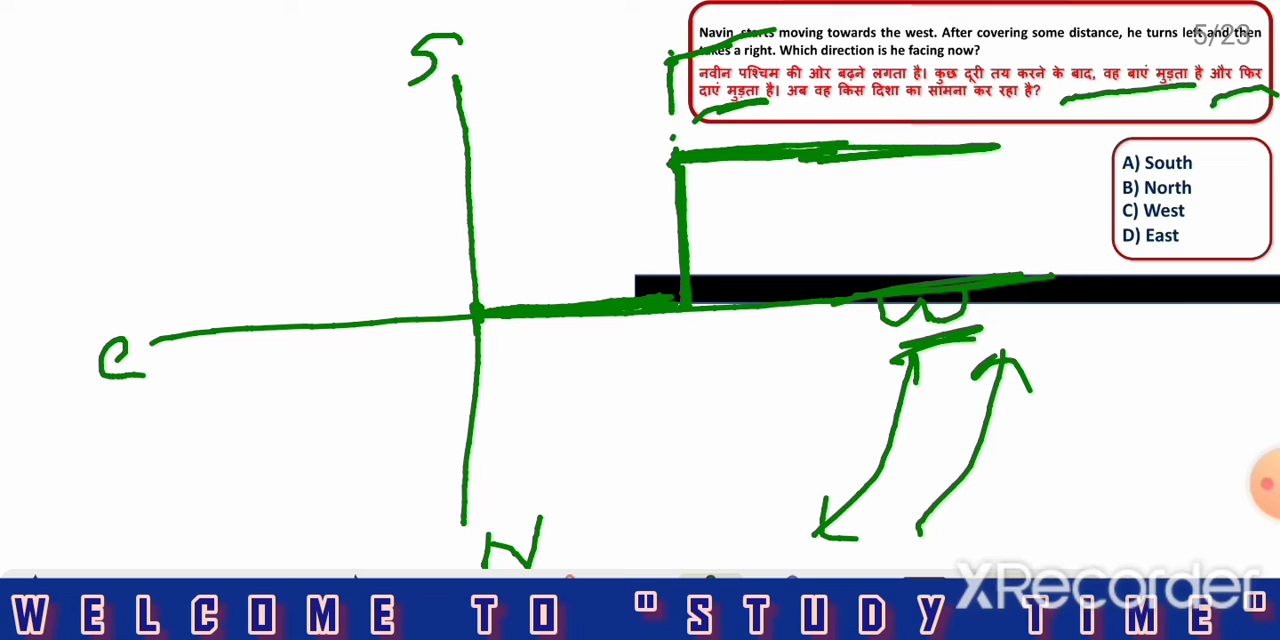 5/23
Navin starts moving towards the west. After covering some distance, he turns left and then
takes a right. Which direction is he facing now?
नवीन पश्चिम की ओर बढ़ने लगता है। कुछ दूरी तय करने के बाद, वह बाएं मुड़ता है और फिर
दाएं मुड़ता है। अब वह किस दिशा का सामना कर रहा है?
S
A) South
B) North
C) West
D) East
W
e
N
XRecorder
WELCOME TO "STUDY TIME"